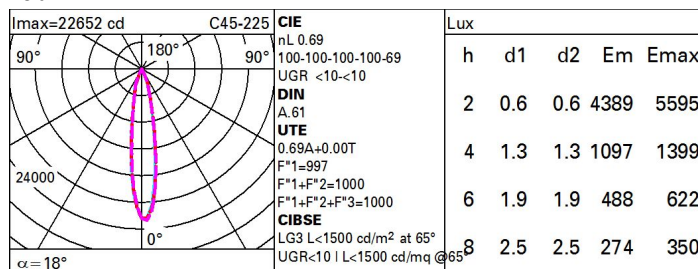 Imax=22652 cd C45-225
90° 180° 90°
24000
0°
α=18°
CIE
nL 0.69
100-100-100-100-69
UGR <10-<10
DIN
A.61
UTE
0.69A+0.00T
F"1=997
F"1+F"2=1000
F"1+F"2+F"3=1000
CIBSE
LG3 L<1500 cd/m² at 65°
UGR<10 | L<1500 cd/mq @65°
Lux
h d1 d2 Em Emax
2 0.6 0.6 4389 5595
4 1.3 1.3 1097 1399
6 1.9 1.9 488 622
8 2.5 2.5 274 350